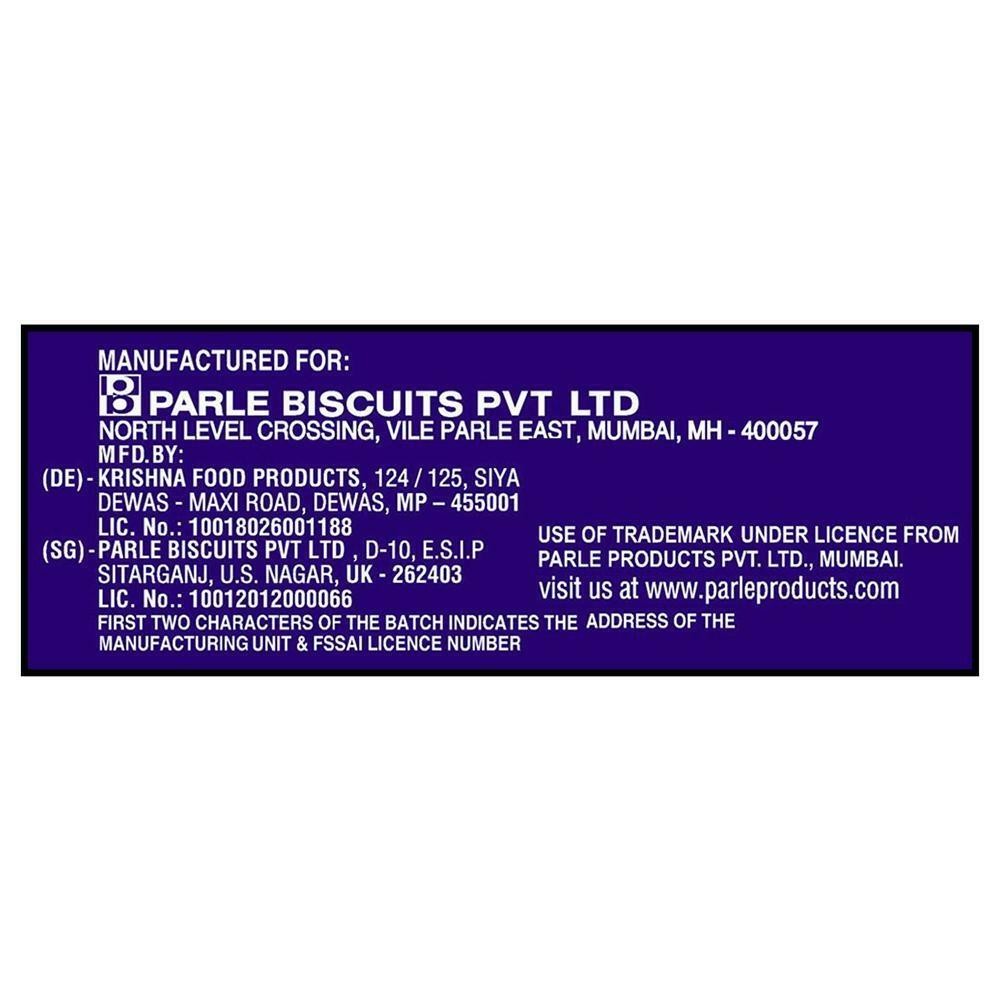 MANUFACTURED FOR:
PARLE BISCUITS PVT LTD
NORTH LEVEL CROSSING, VILE PARLE EAST, MUMBAI, MH - 400057
MFD.BY:
(DE) - KRISHNA FOOD PRODUCTS, 124 / 125, SIYA
DEWAS - MAXI ROAD, DEWAS, MP – 455001
LIC. No.: 10018026001188
(SG) - PARLE BISCUITS PVT LTD , D-10, E.S.I.P
SITARGANJ, U.S. NAGAR, UK - 262403
LIC. No.: 10012012000066
USE OF TRADEMARK UNDER LICENCE FROM
PARLE PRODUCTS PVT. LTD., MUMBAI.
visit us at www.parleproducts.com
FIRST TWO CHARACTERS OF THE BATCH INDICATES THE ADDRESS OF THE
MANUFACTURING UNIT & FSSAI LICENCE NUMBER